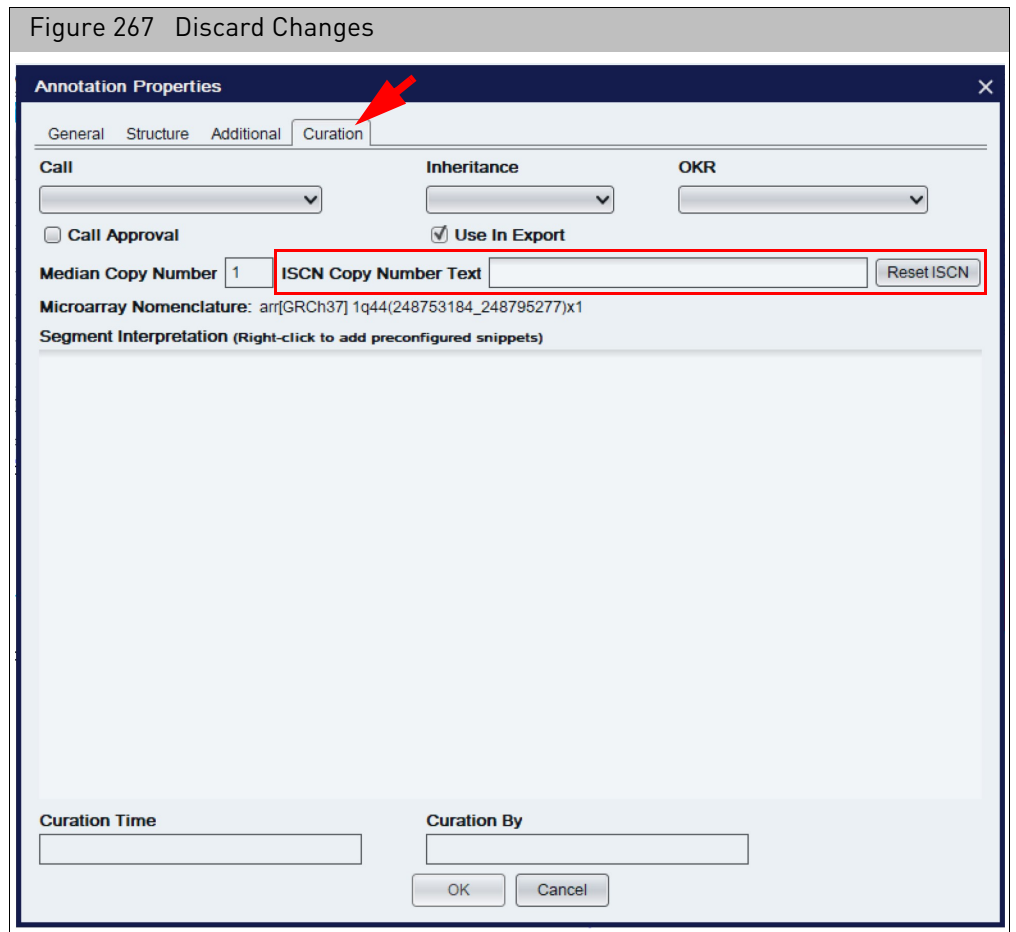 Figure 267 Discard Changes
Annotation Properties
General Structure Additional Curation
Call Inheritance OKR
Call Approval Use In Export
Median Copy Number 1 ISCN Copy Number Text Reset ISCN
Microarray Nomenclature: arr[GRCh37] 1q44(248753184_248795277)x1
Segment Interpretation (Right-click to add preconfigured snippets)
Curation Time Curation By
OK Cancel